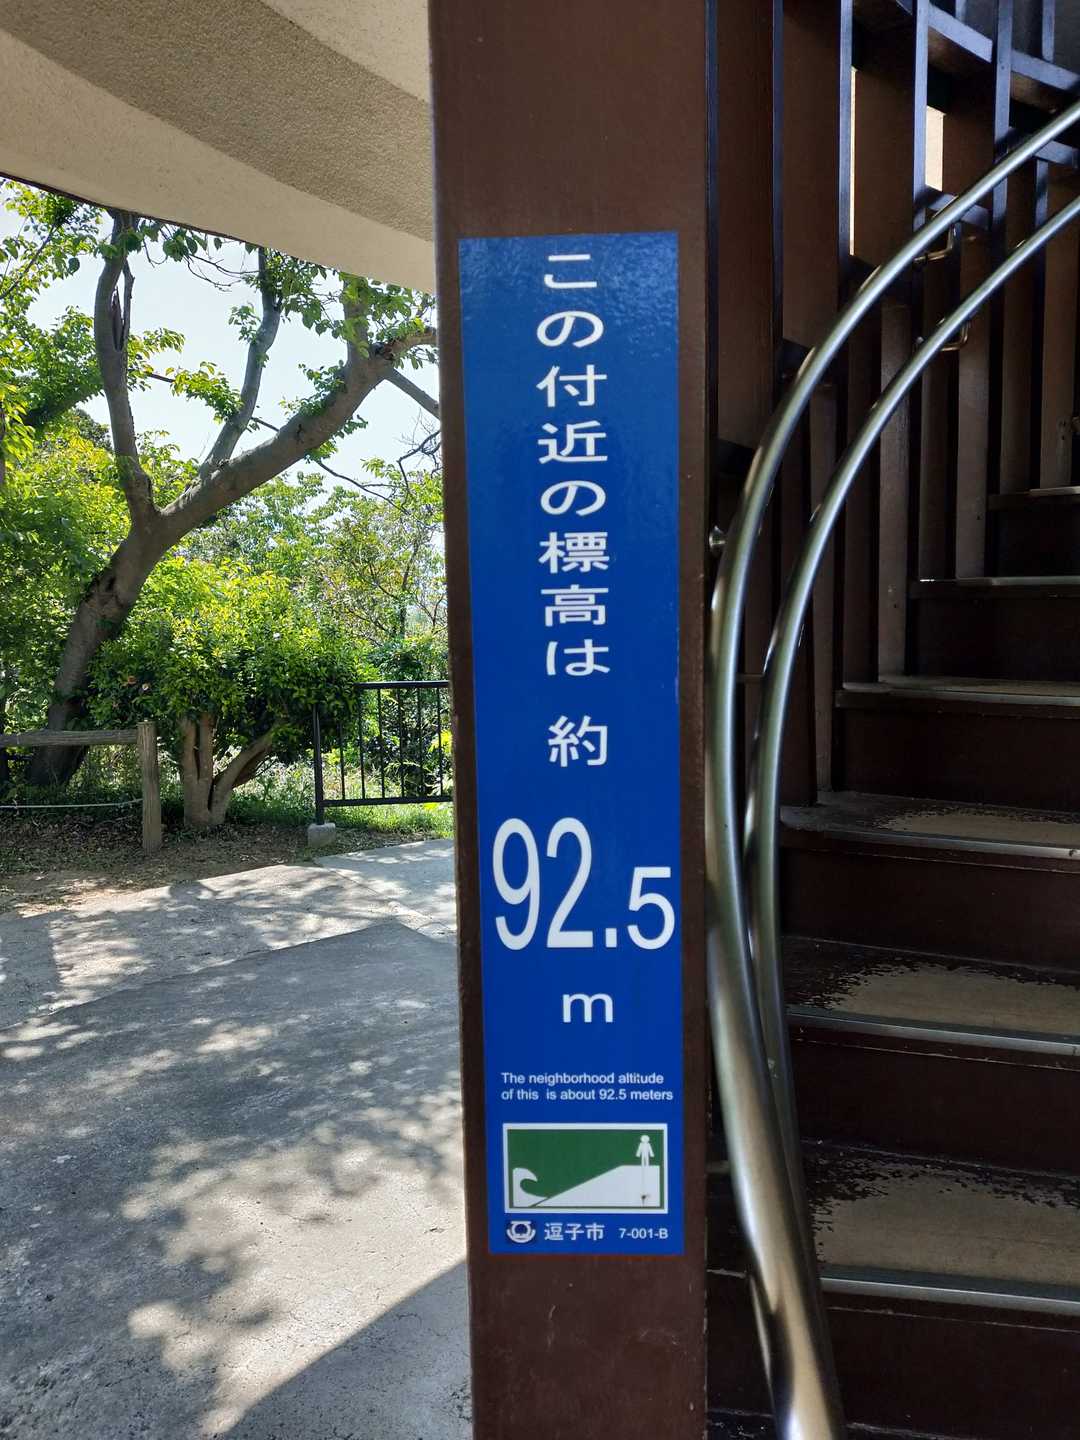 この付近の標高は 約
92.5
m
The neighborhood altitude
of this is about 92.5 meters
逗子市 7-001-B